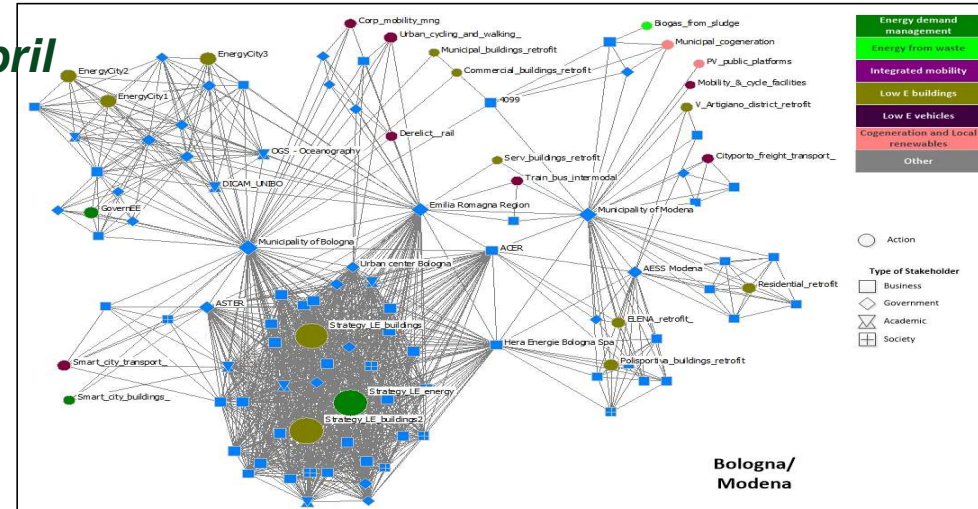 pril
Corp_mobility_mng
Urban_cycling_and_walking_
Municipal_buildings_retrofit
Commercial_buildings_retrofit
EnergyCity3
EnergyCity2
EnergyCity1
4099
Biogas_from_sludge
Municipal_cogeneration
PV_public_platforms
Mobility_&_cycle_facilities
V_Artigiano_district_retrofit
Derelict__rail
OGS - Oceanography
Serv_buildings_retrofit
Cityporto_freight_transport_
Train_bus_intermodal
DICAM_UNIBO
GovernEE
Emilia Romagna Region
Municipality of Modena
Municipality of Bologna
ACER
Urban center Bologna
AESS Modena
Residential_retrofit
ASTER
Strategy_LE_buildings
ELENA_retrofit_
Hera Energie Bologna Spa
Smart_city_transport_
Polisportiva_buildings_retrofit
Strategy_LE_energy
Smart_city_buildings_
Strategy_LE_buildings2
Energy demand
management
Energy from waste
Integrated mobility
Low E buildings
Low E vehicles
Cogeneration and Local
renewables
Other
Action
Type of Stakeholder
Business
Government
Academic
Society
Bologna/
Modena